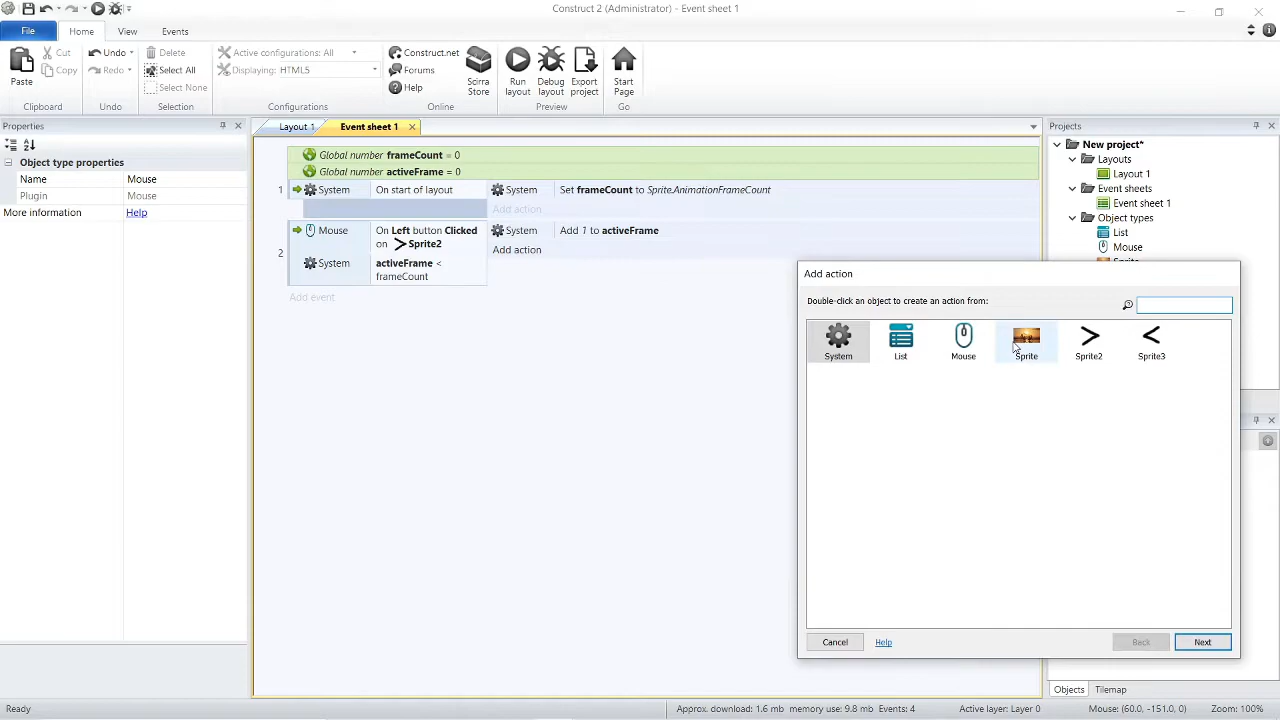 Construct 2 (Administrator) - Event sheet 1
File
Home
View
Events
Paste
Cut
Copy
Clipboard
Undo
Redo
Undo
Delete
Select All
Select None
Selection
Active configurations: All
Displaying: HTML5
Configurations
Construct.net
Forums
Help
Scirra Store
Online
Run layout
Debug layout
Export project
Preview
Start Page
Go
Properties
Object type properties
Name Mouse
Plugin Mouse
More information Help
Layout 1
Event sheet 1
Global number frameCount = 0
Global number activeFrame = 0
1 System On start of layout System Set frameCount to Sprite.AnimationFrameCount
Add action
Mouse On Left button Clicked System Add 1 to activeFrame
on Sprite2 Add action
2
System activeFrame <
frameCount
Add event
Projects
New project*
Layouts
Layout 1
Event sheets
Event sheet 1
Object types
List
Mouse
Add action
Double-click an object to create an action from:
System
List
Mouse
Sprite
Sprite2
Sprite3
Cancel
Help
Back
Next
Objects
Tilemap
Ready
Approx. download: 1.6 mb memory use: 9.8 mb Events: 4
Active layer: Layer 0
Mouse: (60.0, -151.0, 0)
Zoom: 100%